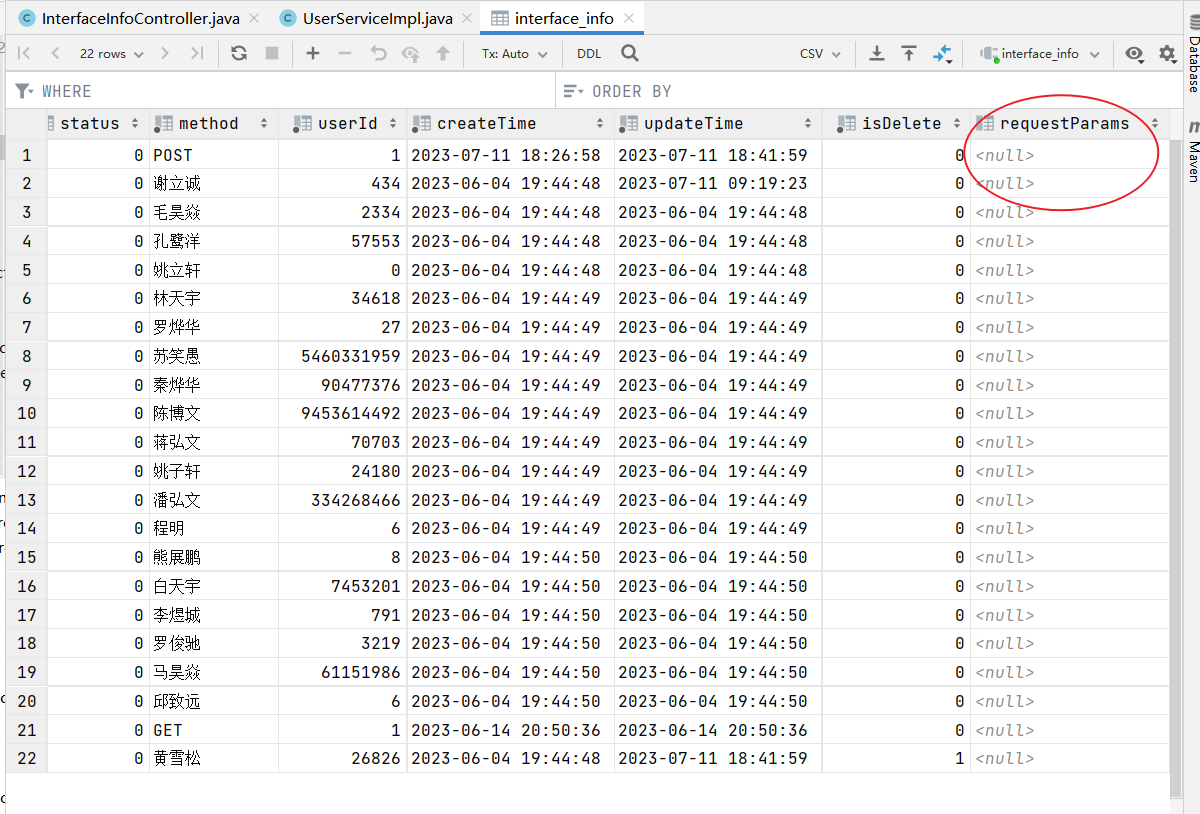 InterfaceInfoController.java UserServiceImpl.java interface_info
22 rows Tx: Auto DDL CSV interface_info
WHERE ORDER BY
status method userId createTime updateTime isDelete requestParams
1 0 POST 1 2023-07-11 18:26:58 2023-07-11 18:41:59 0 <null>
2 0 谢立诚 434 2023-06-04 19:44:48 2023-07-11 09:19:23 0 <null>
3 0 毛昊焱 2334 2023-06-04 19:44:48 2023-06-04 19:44:48 0 <null>
4 0 孔鹭洋 57553 2023-06-04 19:44:48 2023-06-04 19:44:48 0 <null>
5 0 姚立轩 0 2023-06-04 19:44:48 2023-06-04 19:44:48 0 <null>
6 0 林天宇 34618 2023-06-04 19:44:49 2023-06-04 19:44:49 0 <null>
7 0 罗烨华 27 2023-06-04 19:44:49 2023-06-04 19:44:49 0 <null>
8 0 苏笑愚 5460331959 2023-06-04 19:44:49 2023-06-04 19:44:49 0 <null>
9 0 秦烨华 90477376 2023-06-04 19:44:49 2023-06-04 19:44:49 0 <null>
10 0 陈博文 9453614492 2023-06-04 19:44:49 2023-06-04 19:44:49 0 <null>
11 0 蒋弘文 70703 2023-06-04 19:44:49 2023-06-04 19:44:49 0 <null>
12 0 姚子轩 24180 2023-06-04 19:44:49 2023-06-04 19:44:49 0 <null>
13 0 潘弘文 334268466 2023-06-04 19:44:49 2023-06-04 19:44:49 0 <null>
14 0 程明 6 2023-06-04 19:44:49 2023-06-04 19:44:49 0 <null>
15 0 熊展鹏 8 2023-06-04 19:44:50 2023-06-04 19:44:50 0 <null>
16 0 白天宇 7453201 2023-06-04 19:44:50 2023-06-04 19:44:50 0 <null>
17 0 李煜城 791 2023-06-04 19:44:50 2023-06-04 19:44:50 0 <null>
18 0 罗俊驰 3219 2023-06-04 19:44:50 2023-06-04 19:44:50 0 <null>
19 0 马昊焱 61151986 2023-06-04 19:44:50 2023-06-04 19:44:50 0 <null>
20 0 邱致远 6 2023-06-04 19:44:50 2023-06-04 19:44:50 0 <null>
21 0 GET 1 2023-06-14 20:50:36 2023-06-14 20:50:36 0 <null>
22 0 黄雪松 26826 2023-06-04 19:44:48 2023-07-11 18:41:59 1 <null>
Database
Maven